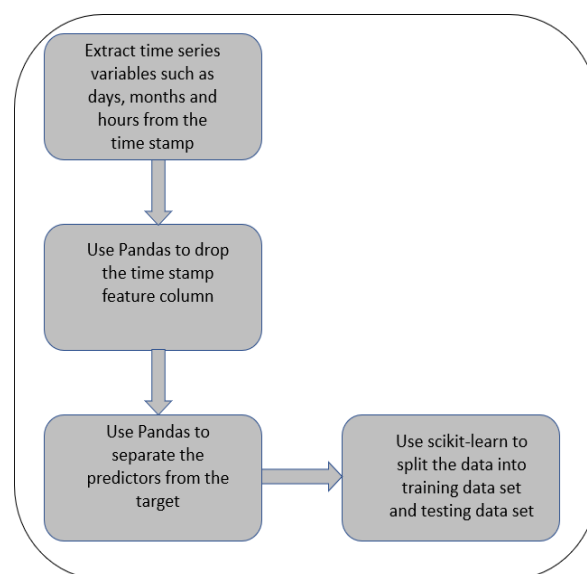 Extract time series
variables such as
days, months and
hours from the
time stamp
Use Pandas to drop
the time stamp
feature column
Use Pandas to
separate the
predictors from the
target
Use scikit-learn to
split the data into
training data set
and testing data set